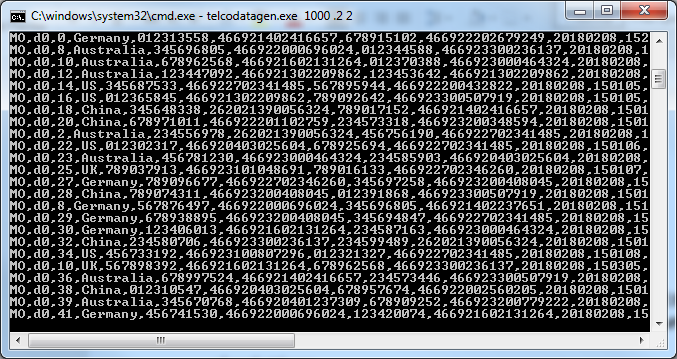 C:\windows\system32\cmd.exe - telcodatagen.exe  1000 .2 2
MO,d0,0,Germany,012313558,466921402416657,678915102,466922202679249,20180208,152
MO,d0,8,Australia,345696805,466922000696024,012344588,466923300236137,20180208,1
MO,d0,10,Australia,678962568,466921602131264,012370388,466923000464324,20180208,
MO,d0,12,Australia,123447092,466921302209862,123453642,466921302209862,20180208,
MO,d0,14,US,345687533,466922702341485,567895944,466922200432822,20180208,150105,
MO,d0,16,US,012365845,466921302209862,789092642,466923300507919,20180208,150105,
MO,d0,18,China,345648338,262021390056324,789017152,466921402416657,20180208,1501
MO,d0,20,China,678971011,466922201102759,234573318,466923200348594,20180208,1501
MO,d0,2,Australia,234556978,262021390056324,456756190,466922702341485,20180208,1
MO,d0,22,US,012302317,466920403025604,678925694,466922702341485,20180208,150106,
MO,d0,23,Australia,456781230,466923000464324,234585903,466920403025604,20180208,
MO,d0,25,UK,789037913,466923101048691,789016133,466922702346260,20180208,150107,
MO,d0,27,Germany,789096677,466922702346260,345697258,466923200408045,20180208,15
MO,d0,28,China,789074311,466923200408045,012391868,466923300507919,20180208,1501
MO,d0,8,Germany,567876497,466922000696024,345696805,466921402237651,20180208,151
MO,d0,29,Germany,678938895,466923200408045,345694847,466922702341485,20180208,15
MO,d0,30,Germany,123406013,466921602131264,234587163,466923000464324,20180208,15
MO,d0,32,China,234580706,466923300236137,234599489,262021390056324,20180208,1501
MO,d0,34,US,456733192,466923100807296,012321327,466922702341485,20180208,150108,
MO,d0,10,UK,567898392,466921602131264,678962568,466923300236137,20180208,150305,
MO,d0,36,Australia,678997524,466921402416657,234573446,466923300507919,20180208,
MO,d0,38,China,012310547,466920403025604,678957674,466922002560205,20180208,1501
MO,d0,39,Australia,345670768,466920401237309,678909252,466923200779222,20180208,
MO,d0,41,Germany,456741530,466922000696024,123420074,466921602131264,20180208,15